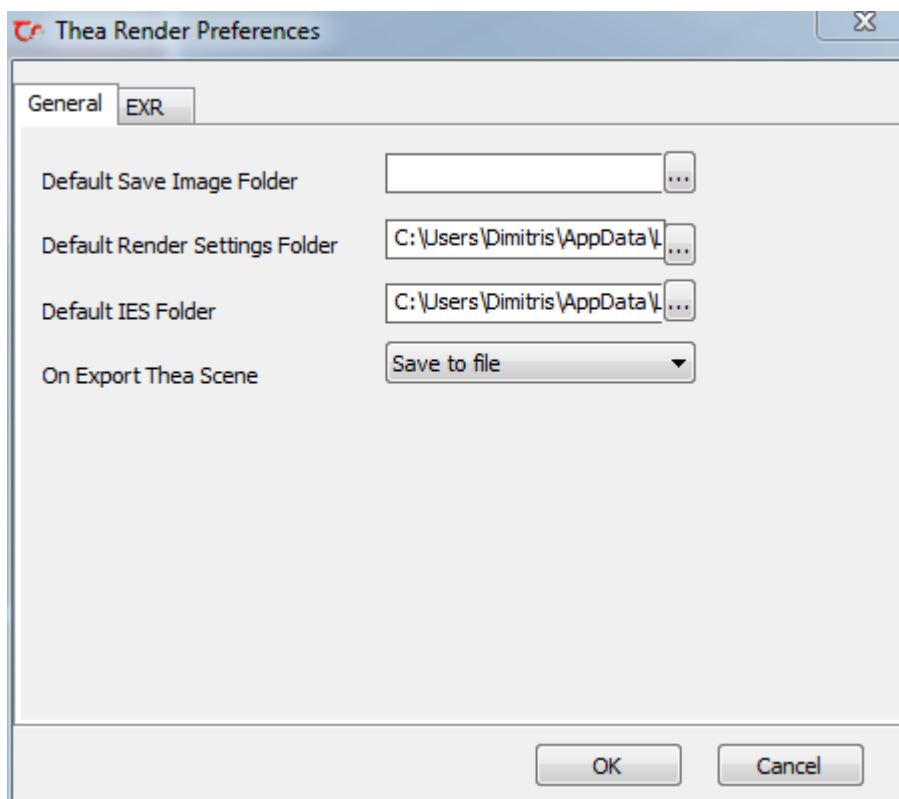 Thea Render Preferences
General EXR
Default Save Image Folder ...
Default Render Settings Folder C:\Users\Dimitris\AppData\L ...
Default IES Folder C:\Users\Dimitris\AppData\L ...
On Export Thea Scene Save to file
OK Cancel